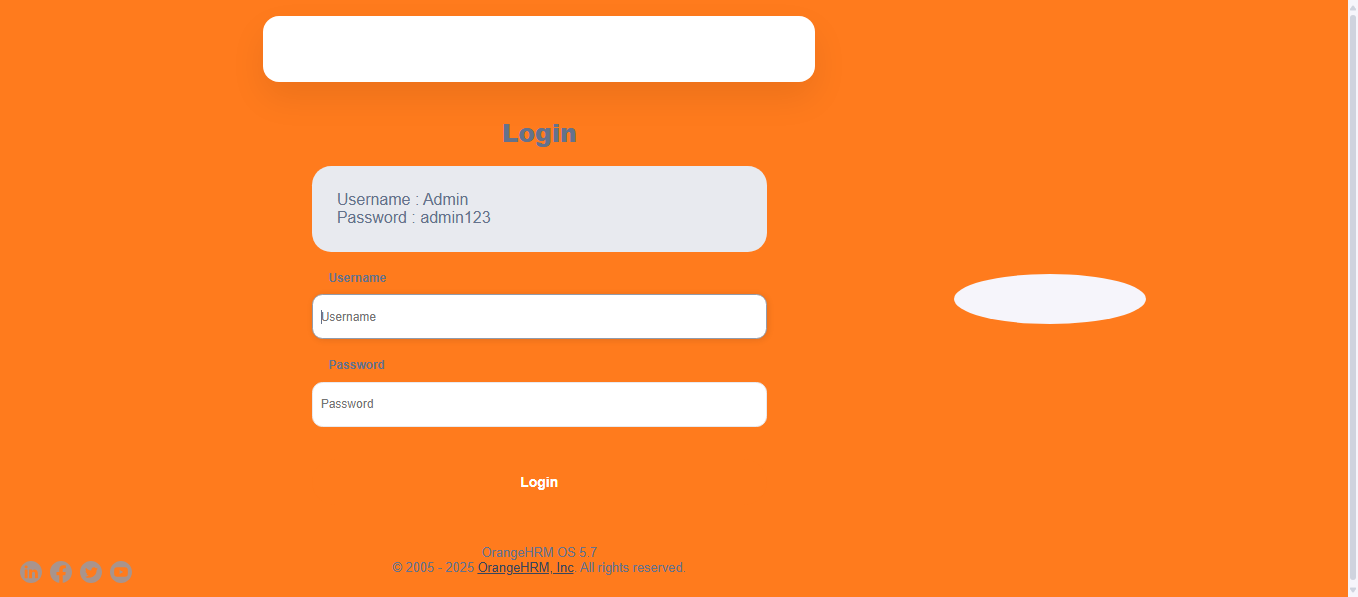 Login
Username : Admin
Password : admin123
Username
Username
Password
Password
Login
OrangeHRM OS 5.7
© 2005 - 2025 OrangeHRM, Inc. All rights reserved.